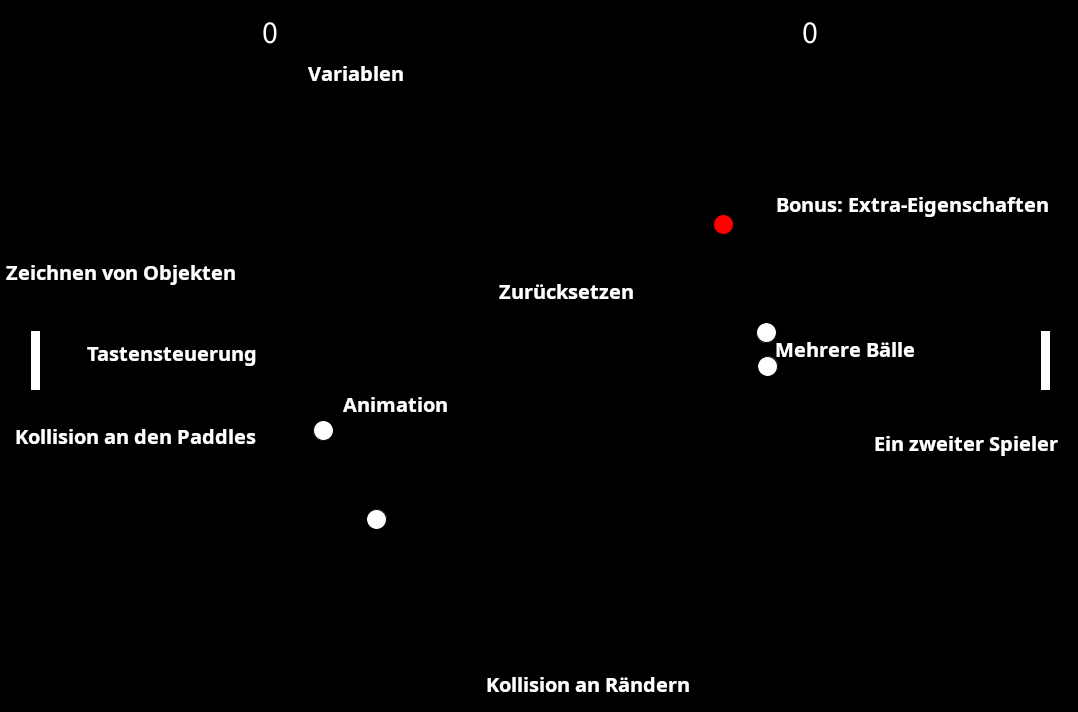 0
0
Variablen
Bonus: Extra-Eigenschaften
Zeichnen von Objekten
Zurücksetzen
Tastensteuerung
Mehrere Bälle
Animation
Kollision an den Paddles
Ein zweiter Spieler
Kollision an Rändern